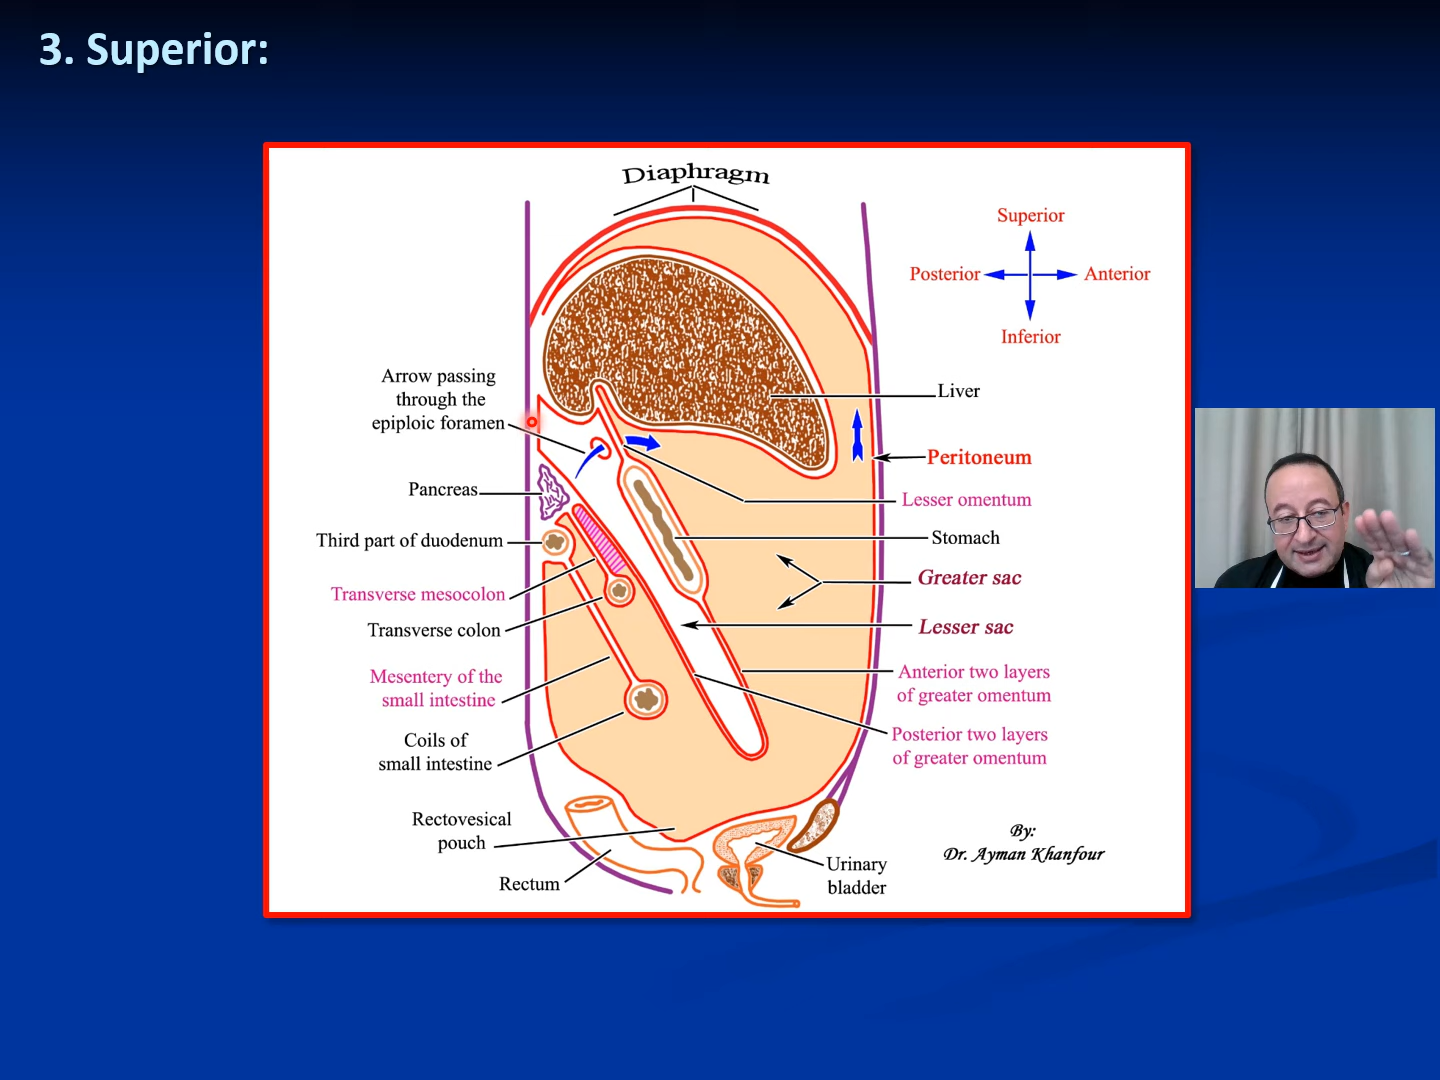 3. Superior:
Diaphragm
Superior
Posterior
Anterior
Inferior
Arrow passing
through the
epiploic foramen
Pancreas
Third part of duodenum
Transverse mesocolon
Transverse colon
Mesentery of the
small intestine
Coils of
small intestine
Rectovesical
pouch
Rectum
Liver
Peritoneum
Lesser omentum
Stomach
Greater sac
Lesser sac
Anterior two layers
of greater omentum
Posterior two layers
of greater omentum
Urinary
bladder
By:
Dr. Ayman Khanfour